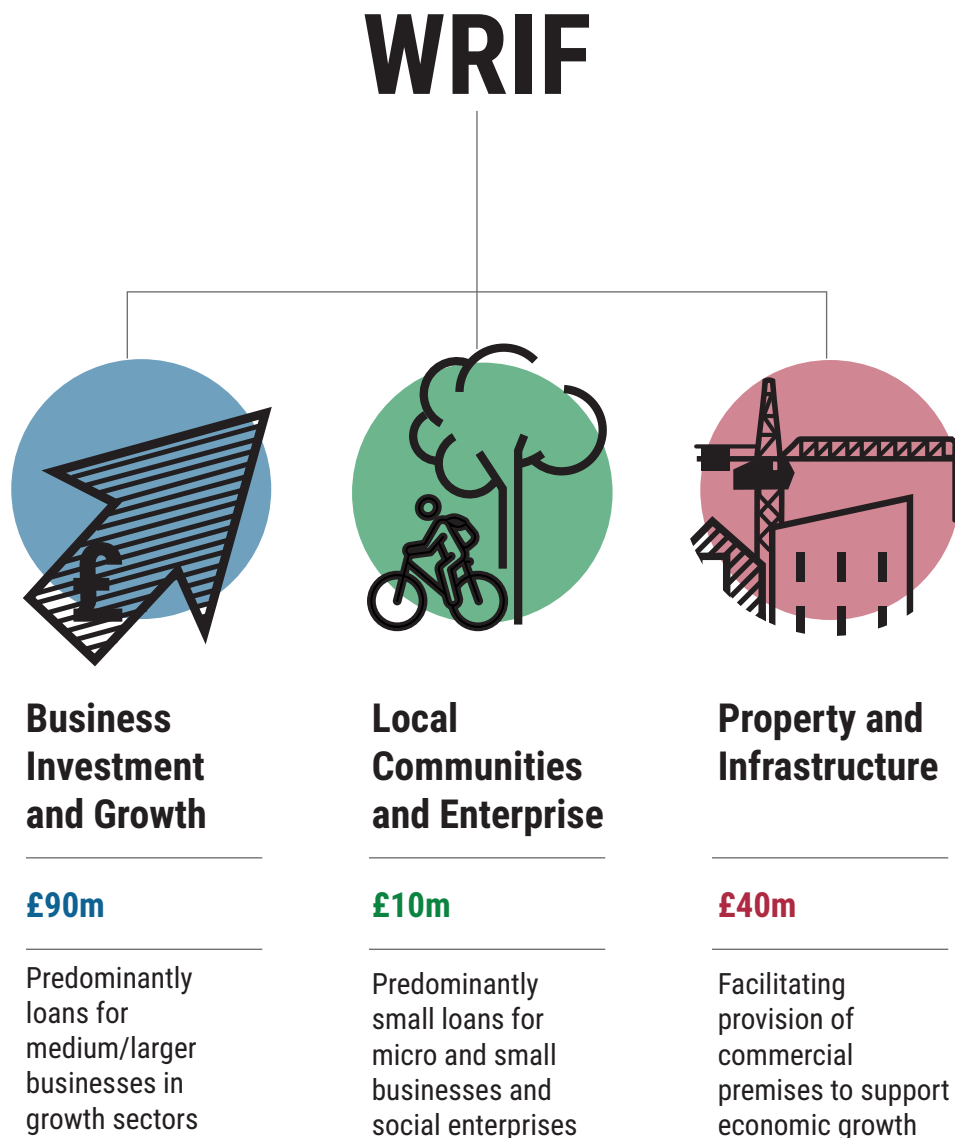 WRIF
£
Business
Investment
and Growth
£90m
Predominantly
loans for
medium/larger
businesses in
growth sectors
Local
Communities
and Enterprise
£10m
Predominantly
small loans for
micro and small
businesses and
social enterprises
Property and
Infrastructure
£40m
Facilitating
provision of
commercial
premises to support
economic growth